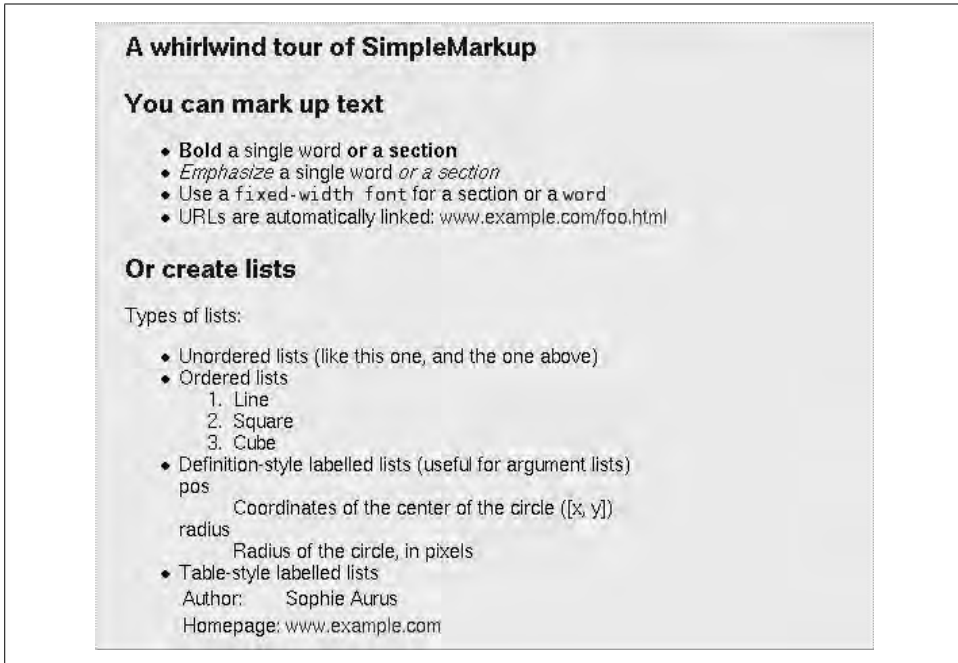 A whirlwind tour of SimpleMarkup
You can mark up text
• Bold a single word or a section
• Emphasize a single word or a section
• Use a fixed-width font for a section or a word
• URLs are automatically linked: www.example.com/foo.html
Or create lists
Types of lists:
• Unordered lists (like this one, and the one above)
• Ordered lists
1. Line
2. Square
3. Cube
• Definition-style labelled lists (useful for argument lists)
pos
Coordinates of the center of the circle ([x, y])
radius
Radius of the circle, in pixels
• Table-style labelled lists
Author: Sophie Aurus
Homepage: www.example.com